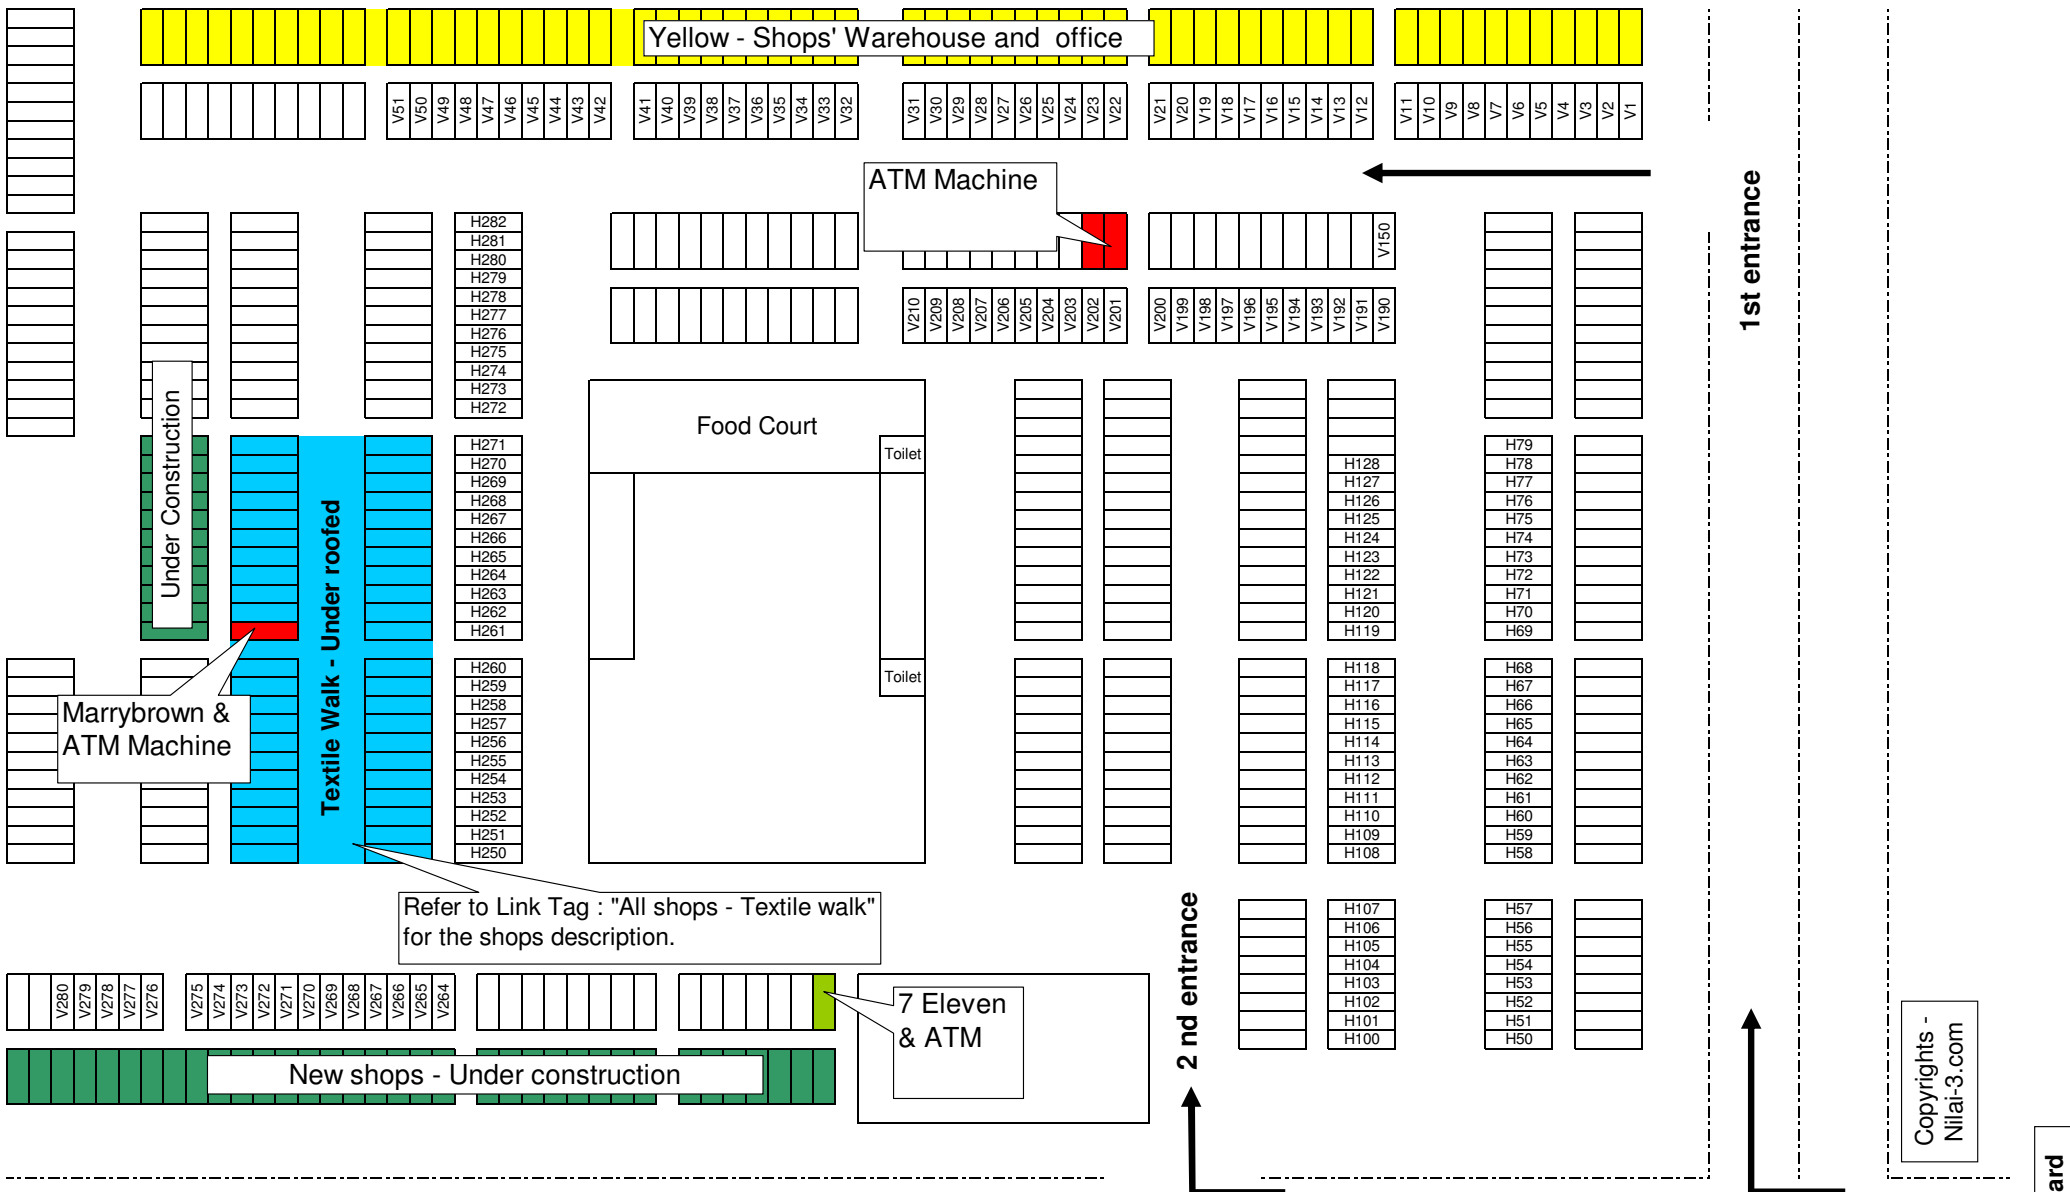 Yellow - Shops' Warehouse and  office
V51 V50 V49 V48 V47 V46 V45 V44 V43 V42
V41 V40 V39 V38 V37 V36 V35 V34 V33 V32
V31 V30 V29 V28 V27 V26 V25 V24 V23 V22
V21 V20 V19 V18 V17 V16 V15 V14 V13 V12
V11 V10 V9 V8 V7 V6 V5 V4 V3 V2 V1
ATM Machine
V150
1st entrance
V210 V209 V208 V207 V206 V205 V204 V203 V202 V201
V200 V199 V198 V197 V196 V195 V194 V193 V192 V191 V190
H282
H281
H280
H279
H278
H277
H276
H275
H274
H273
H272
Under Construction
Textile Walk - Under roofed
H271
H270
H269
H268
H267
H266
H265
H264
H263
H262
H261
H260
H259
H258
H257
H256
H255
H254
H253
H252
H251
H250
Marrybrown &
ATM Machine
Food Court
Toilet
Toilet
H128
H127
H126
H125
H124
H123
H122
H121
H120
H119
H118
H117
H116
H115
H114
H113
H112
H111
H110
H109
H108
H107
H106
H105
H104
H103
H102
H101
H100
H79
H78
H77
H76
H75
H74
H73
H72
H71
H70
H69
H68
H67
H66
H65
H64
H63
H62
H61
H60
H59
H58
H57
H56
H55
H54
H53
H52
H51
H50
Refer to Link Tag : "All shops - Textile walk"
for the shops description.
V280 V279 V278 V277 V276
V275 V274 V273 V272 V271 V270 V269 V268 V267 V266 V265 V264
7 Eleven
& ATM
2 nd entrance
New shops - Under construction
Copyrights -
Nilai-3.com
ard